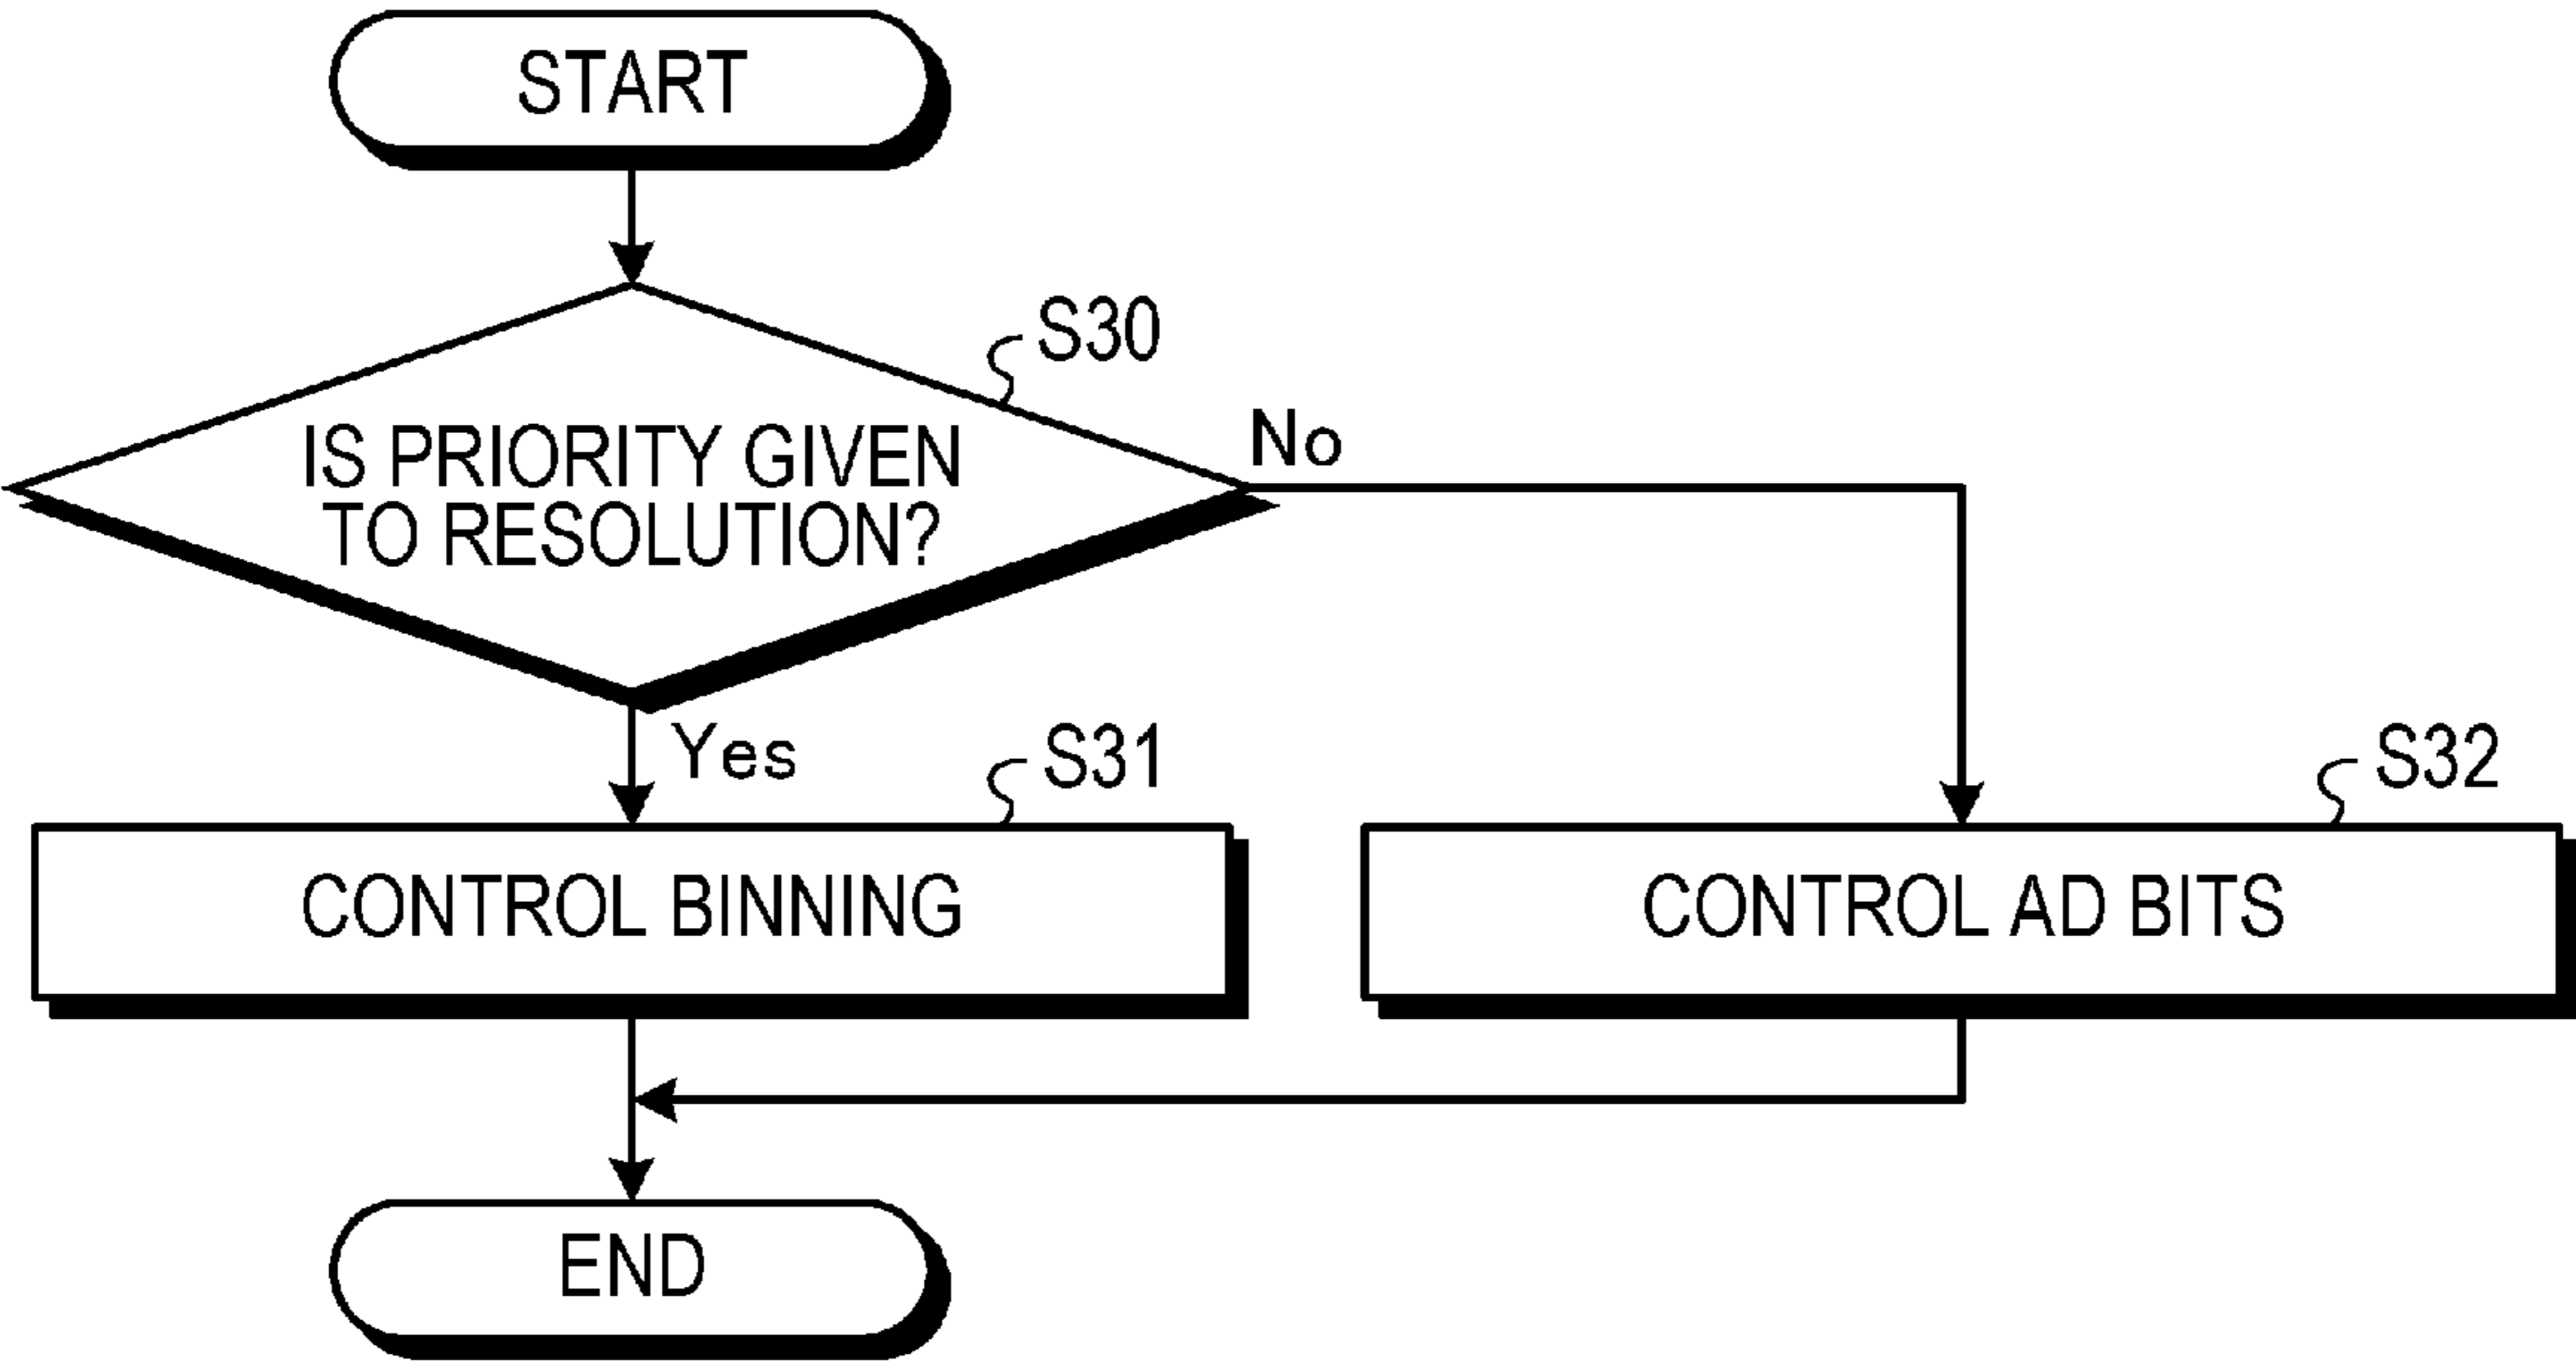 START
S30
IS PRIORITY GIVEN
TO RESOLUTION?
No
Yes
S31
S32
CONTROL BINNING
CONTROL AD BITS
END